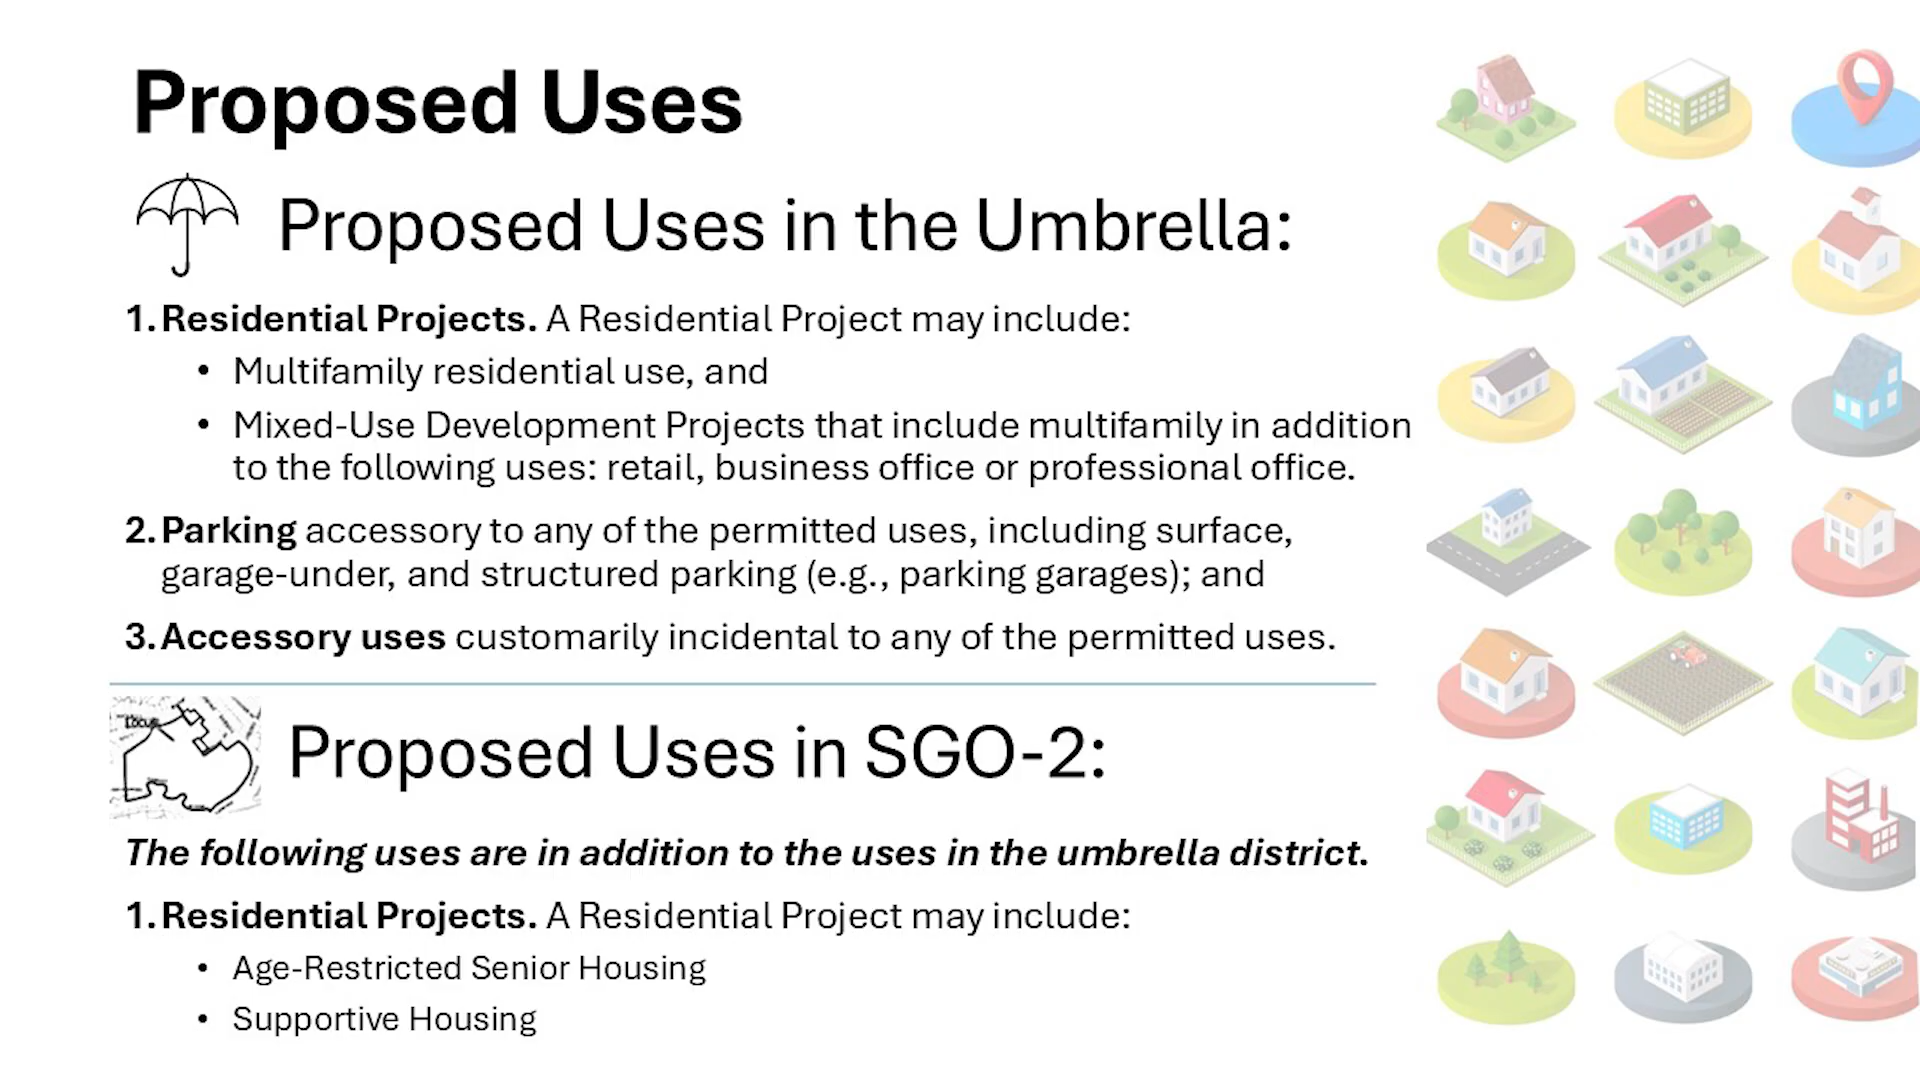 Proposed Uses
Proposed Uses in the Umbrella:
1. Residential Projects. A Residential Project may include:
• Multifamily residential use, and
• Mixed-Use Development Projects that include multifamily in addition
to the following uses: retail, business office or professional office.
2. Parking accessory to any of the permitted uses, including surface,
garage-under, and structured parking (e.g., parking garages); and
3. Accessory uses customarily incidental to any of the permitted uses.
LOCUS
Proposed Uses in SGO-2:
The following uses are in addition to the uses in the umbrella district.
1. Residential Projects. A Residential Project may include:
• Age-Restricted Senior Housing
• Supportive Housing